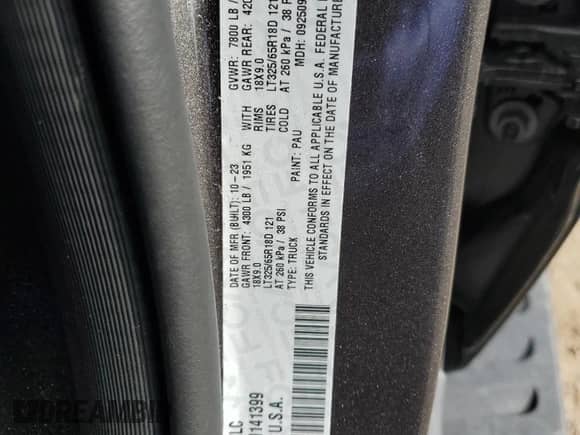 LC
141399
U.S.A.
DATE OF MFR (BUILT): 10-23 GVWR: 7800 LB /
GAWR FRONT: 4300 LB / 1951 KG WITH GAWR REAR: 420
18X9.0 RIMS 18X9.0
LT325/65R18D 121 TIRES LT325/65R18D 121
AT 260 kPa / 38 PSI COLD AT 260 kPa / 38 P
TYPE: TRUCK PAINT: PAU MDH: 092509
THIS VEHICLE CONFORMS TO ALL APPLICABLE U.S.A. FEDERAL
STANDARDS IN EFFECT ON THE DATE OF MANUFACTURE
DREAMBI